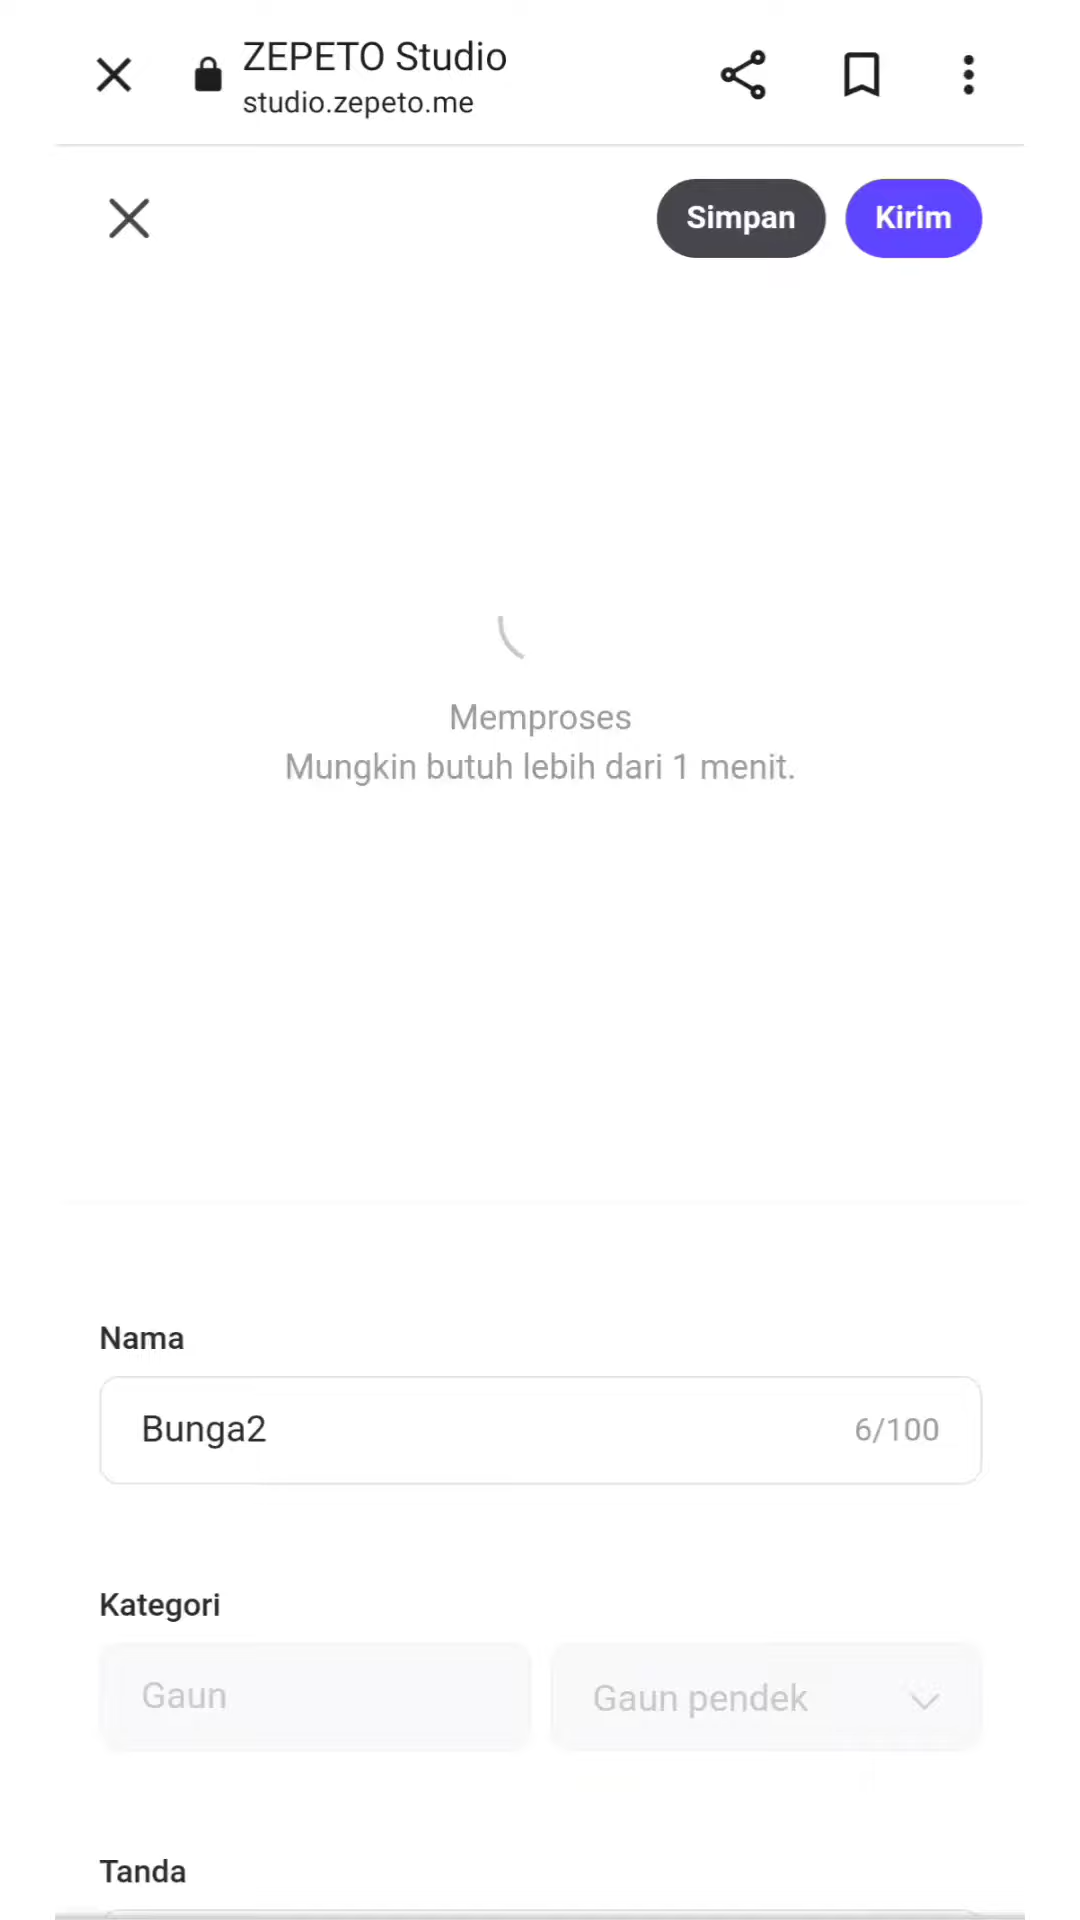 ZEPETO Studio
studio.zepeto.me
Simpan
Kirim
Memproses
Mungkin butuh lebih dari 1 menit.
Nama
Bunga2
6/100
Kategori
Gaun
Gaun pendek
Tanda